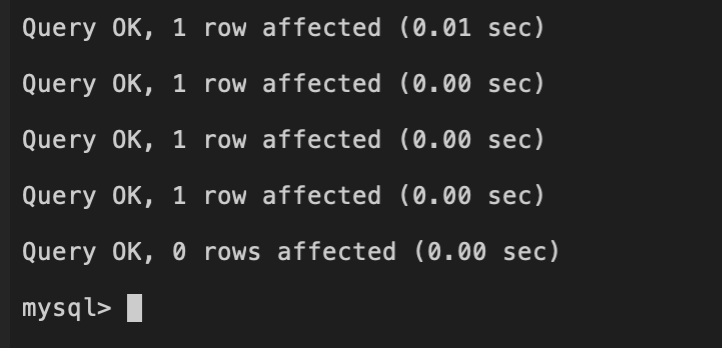 Query OK, 1 row affected (0.01 sec)
Query OK, 1 row affected (0.00 sec)
Query OK, 1 row affected (0.00 sec)
Query OK, 1 row affected (0.00 sec)
Query OK, 0 rows affected (0.00 sec)
mysql>